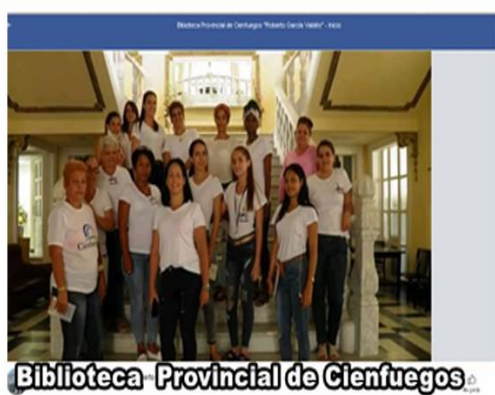 Biblioteca Provincial de Cienfuegos "Roberto García Valdés" - Inicio
Biblioteca Provincial de Cienfuegos